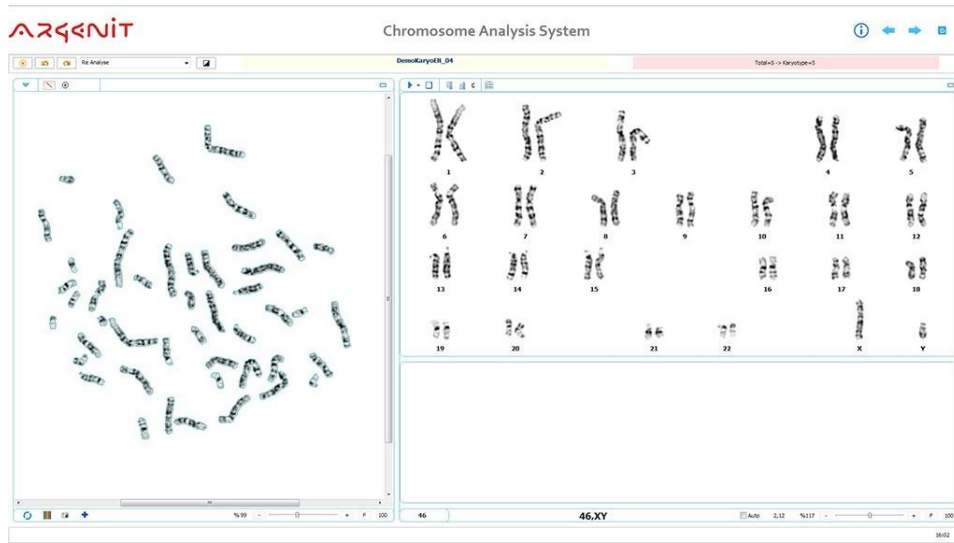 ARGENIT
Chromosome Analysis System
Re Analyse
DemoKaryoEN_04
Total=5 -> Karyotype=5
1 2 3 4 5
6 7 8 9 10 11 12
13 14 15 16 17 18
19 20 21 22 X Y
%99 - + F 100
46
46,XY
Auto 2,12 %117 - + F 100
16:02